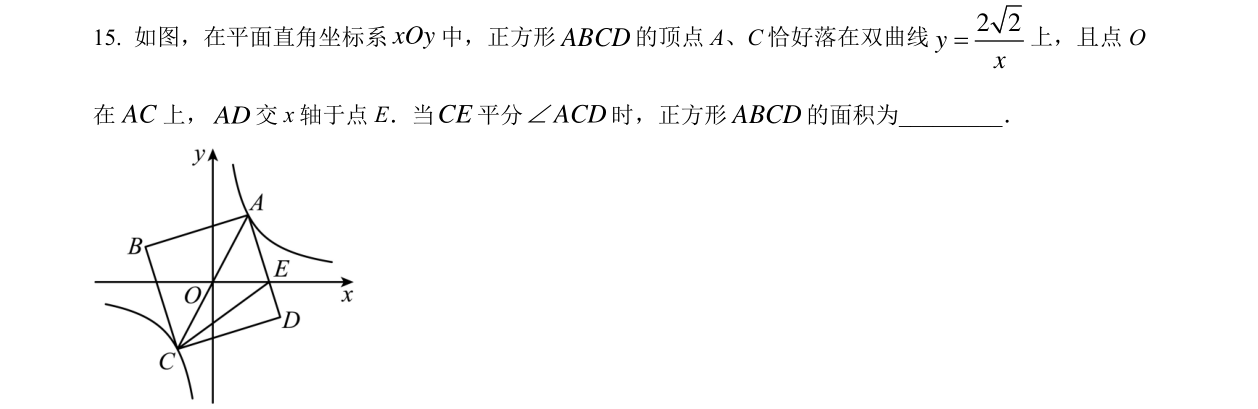 15. 如图，在平面直角坐标系 xOy 中，正方形 ABCD 的顶点 A、C 恰好落在双曲线 y = 2√2/x 上，且点 O
在 AC 上，AD 交 x 轴于点 E．当 CE 平分 ∠ACD 时，正方形 ABCD 的面积为________．
y
A
B
E
O
x
D
C